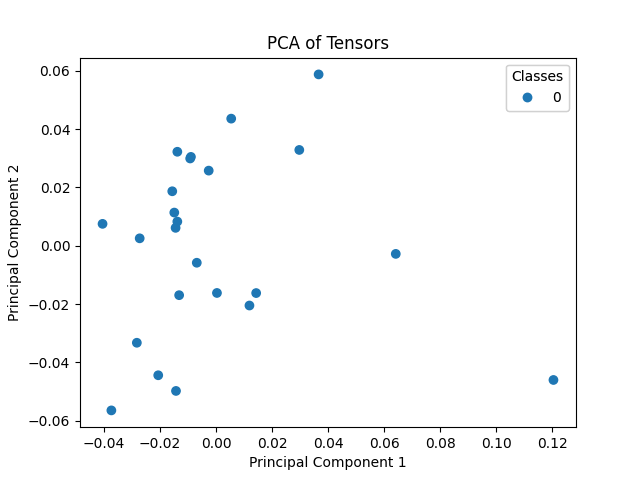 PCA of Tensors
Classes
0
0.06
0.04
0.02
0.00
−0.02
−0.04
−0.06
Principal Component 2
−0.04 −0.02 0.00 0.02 0.04 0.06 0.08 0.10 0.12
Principal Component 1